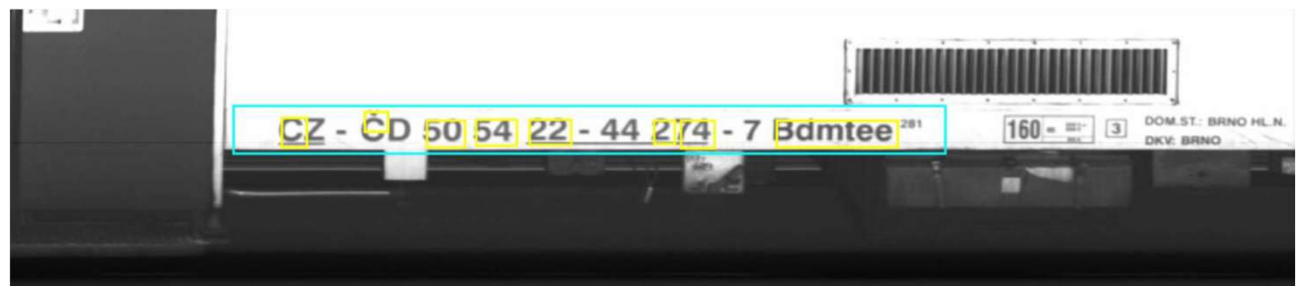 CZ - ČD 50 54 22 - 44 274 - 7 Bdmtee 281
160
3
DOM.ST.: BRNO HL.N.
DKV: BRNO